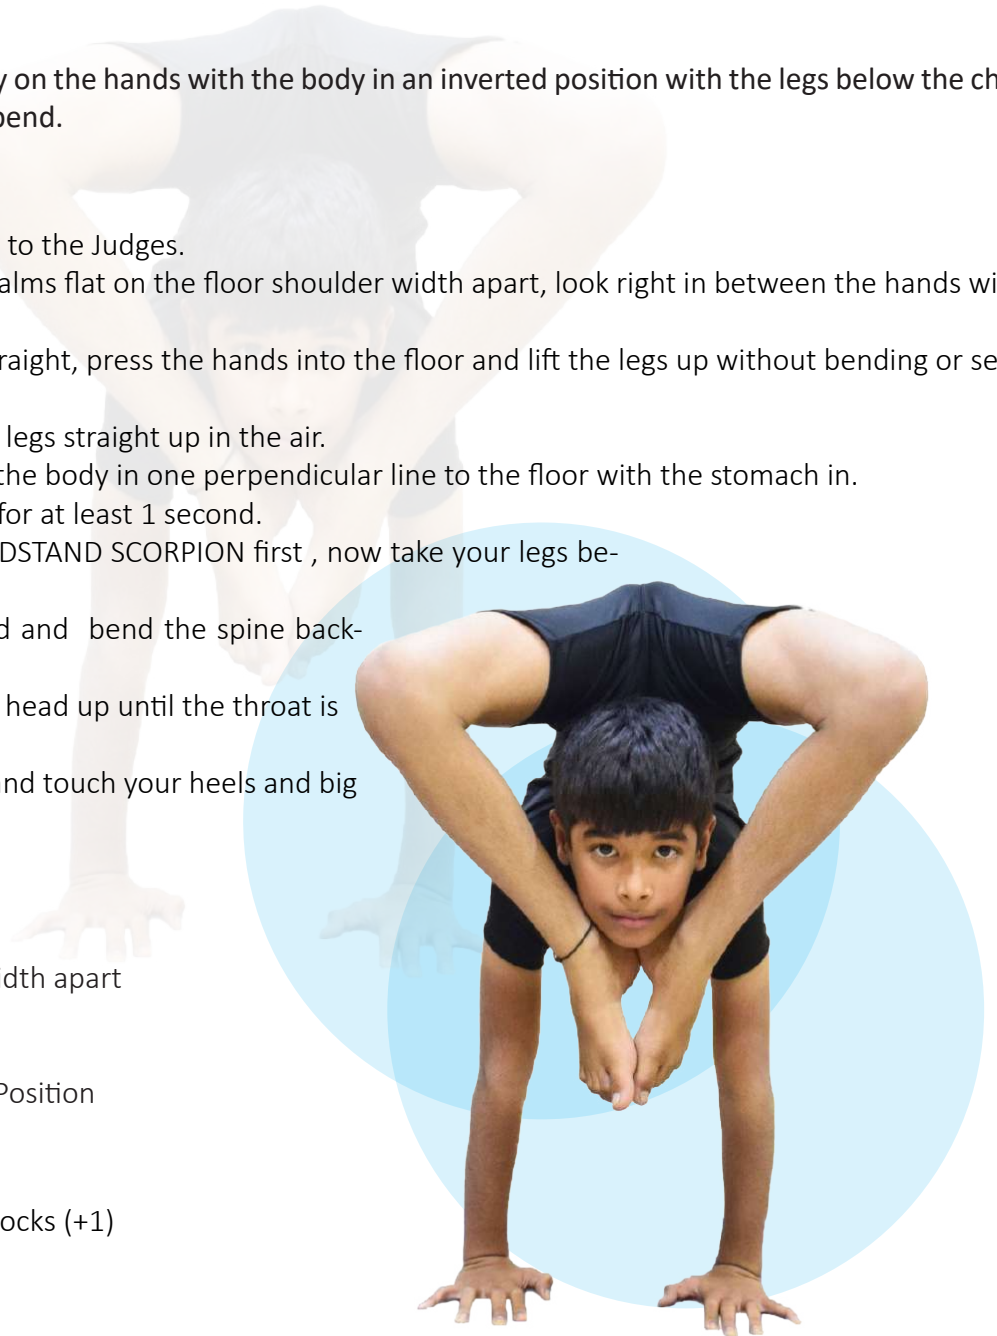 y on the hands with the body in an inverted position with the legs below the ch
bend.
to the Judges.
alms flat on the floor shoulder width apart, look right in between the hands wi
raight, press the hands into the floor and lift the legs up without bending or se
legs straight up in the air.
the body in one perpendicular line to the floor with the stomach in.
for at least 1 second.
DSTAND SCORPION first , now take your legs be-
d and bend the spine back-
head up until the throat is
and touch your heels and big
idth apart
Position
ocks (+1)